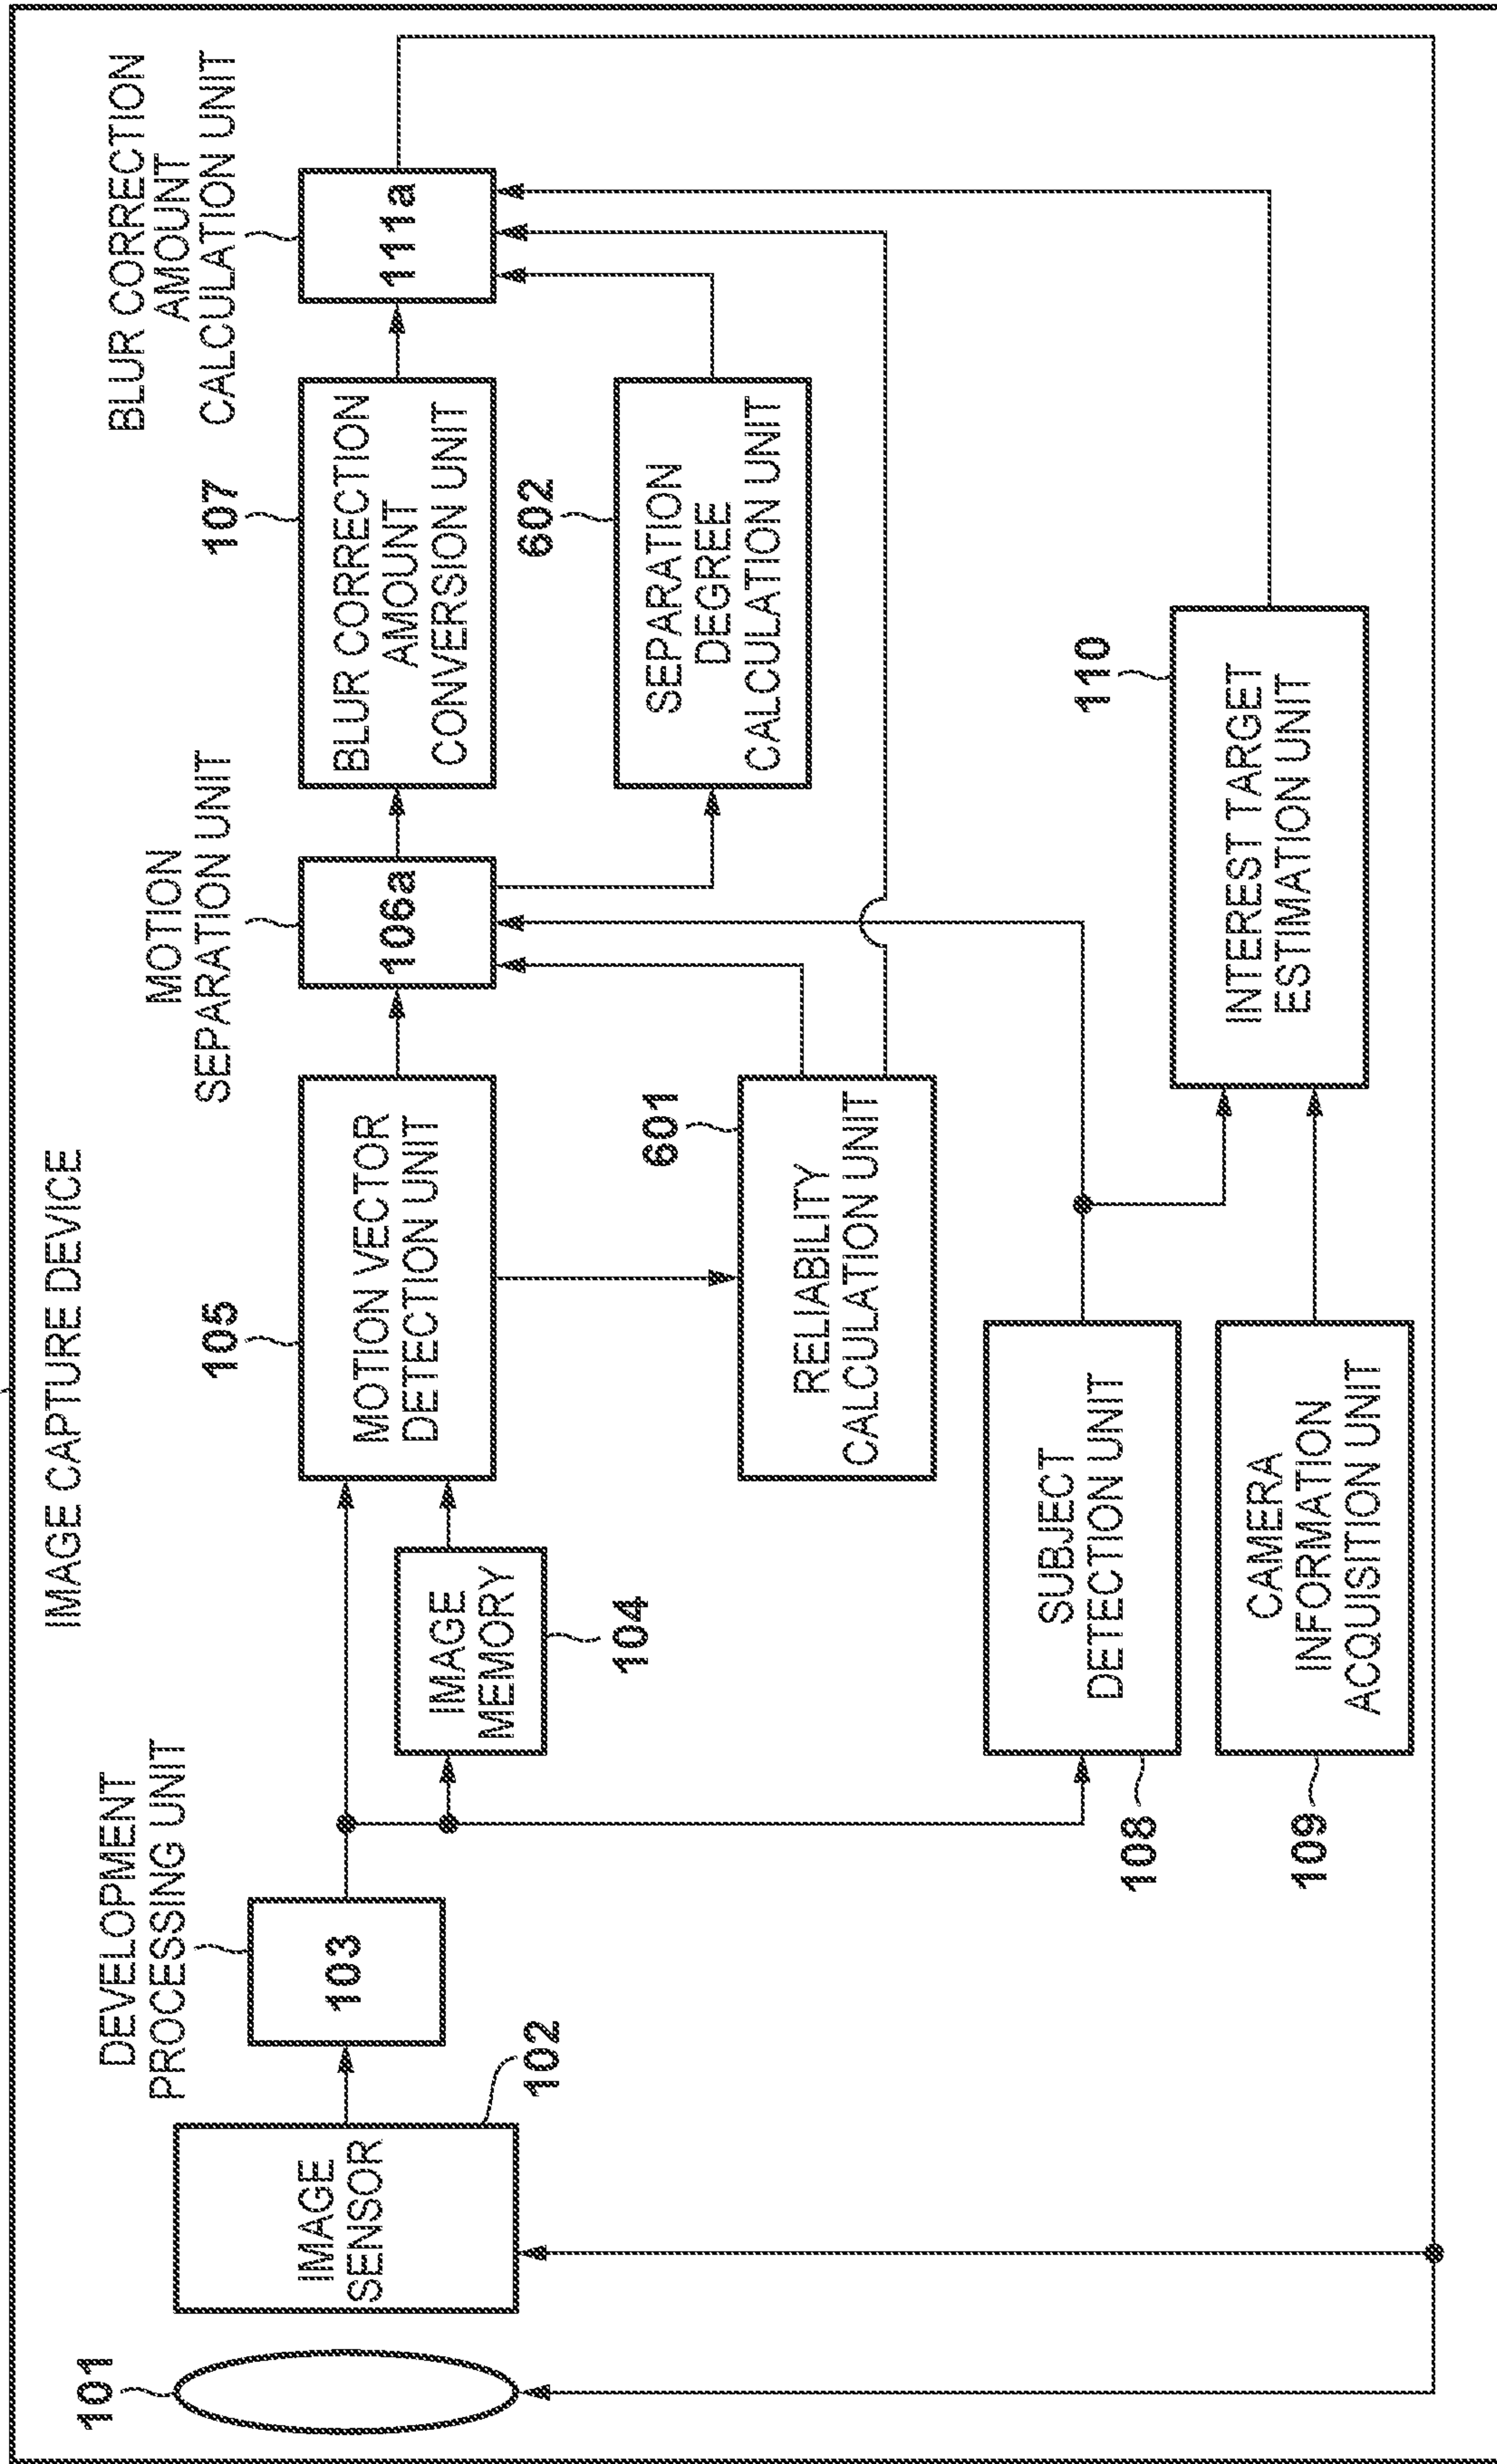 IMAGE CAPTURE DEVICE
101
IMAGE
SENSOR
102
DEVELOPMENT
PROCESSING UNIT
103
IMAGE
MEMORY
104
105
MOTION VECTOR
DETECTION UNIT
MOTION
SEPARATION UNIT
106a
107
BLUR CORRECTION
AMOUNT
CONVERSION UNIT
BLUR CORRECTION
AMOUNT
CALCULATION UNIT
111a
602
SEPARATION
DEGREE
CALCULATION UNIT
601
RELIABILITY
CALCULATION UNIT
SUBJECT
DETECTION UNIT
108
CAMERA
INFORMATION
ACQUISITION UNIT
109
110
INTEREST TARGET
ESTIMATION UNIT